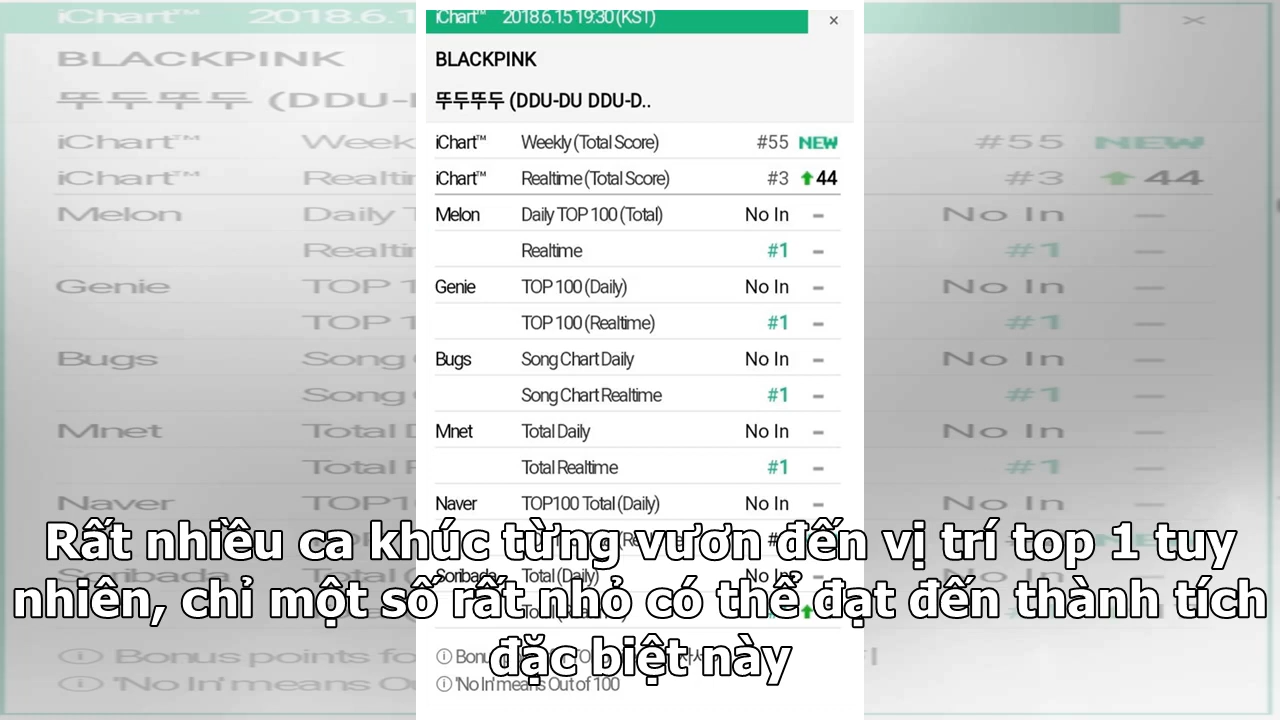 iChart™ 2018.6.15 19:30 (KST) ×
BLACKPINK
뚜두뚜두 (DDU-DU DDU-D..
iChart™ Weekly (Total Score) #55 NEW
iChart™ Realtime (Total Score) #3 44
Melon Daily TOP 100 (Total) No In –
Realtime #1 –
Genie TOP 100 (Daily) No In –
TOP 100 (Realtime) #1 –
Bugs Song Chart Daily No In –
Song Chart Realtime #1 –
Mnet Total Daily No In –
Total Realtime #1 –
Naver TOP100 Total (Daily) No In –
Soribada Total (Daily) No In
Rất nhiều ca khúc từng vươn đến vị trí top 1 tuy
nhiên, chỉ một số rất nhỏ có thể đạt đến thành tích
đặc biệt này
'No In' means Out of 100